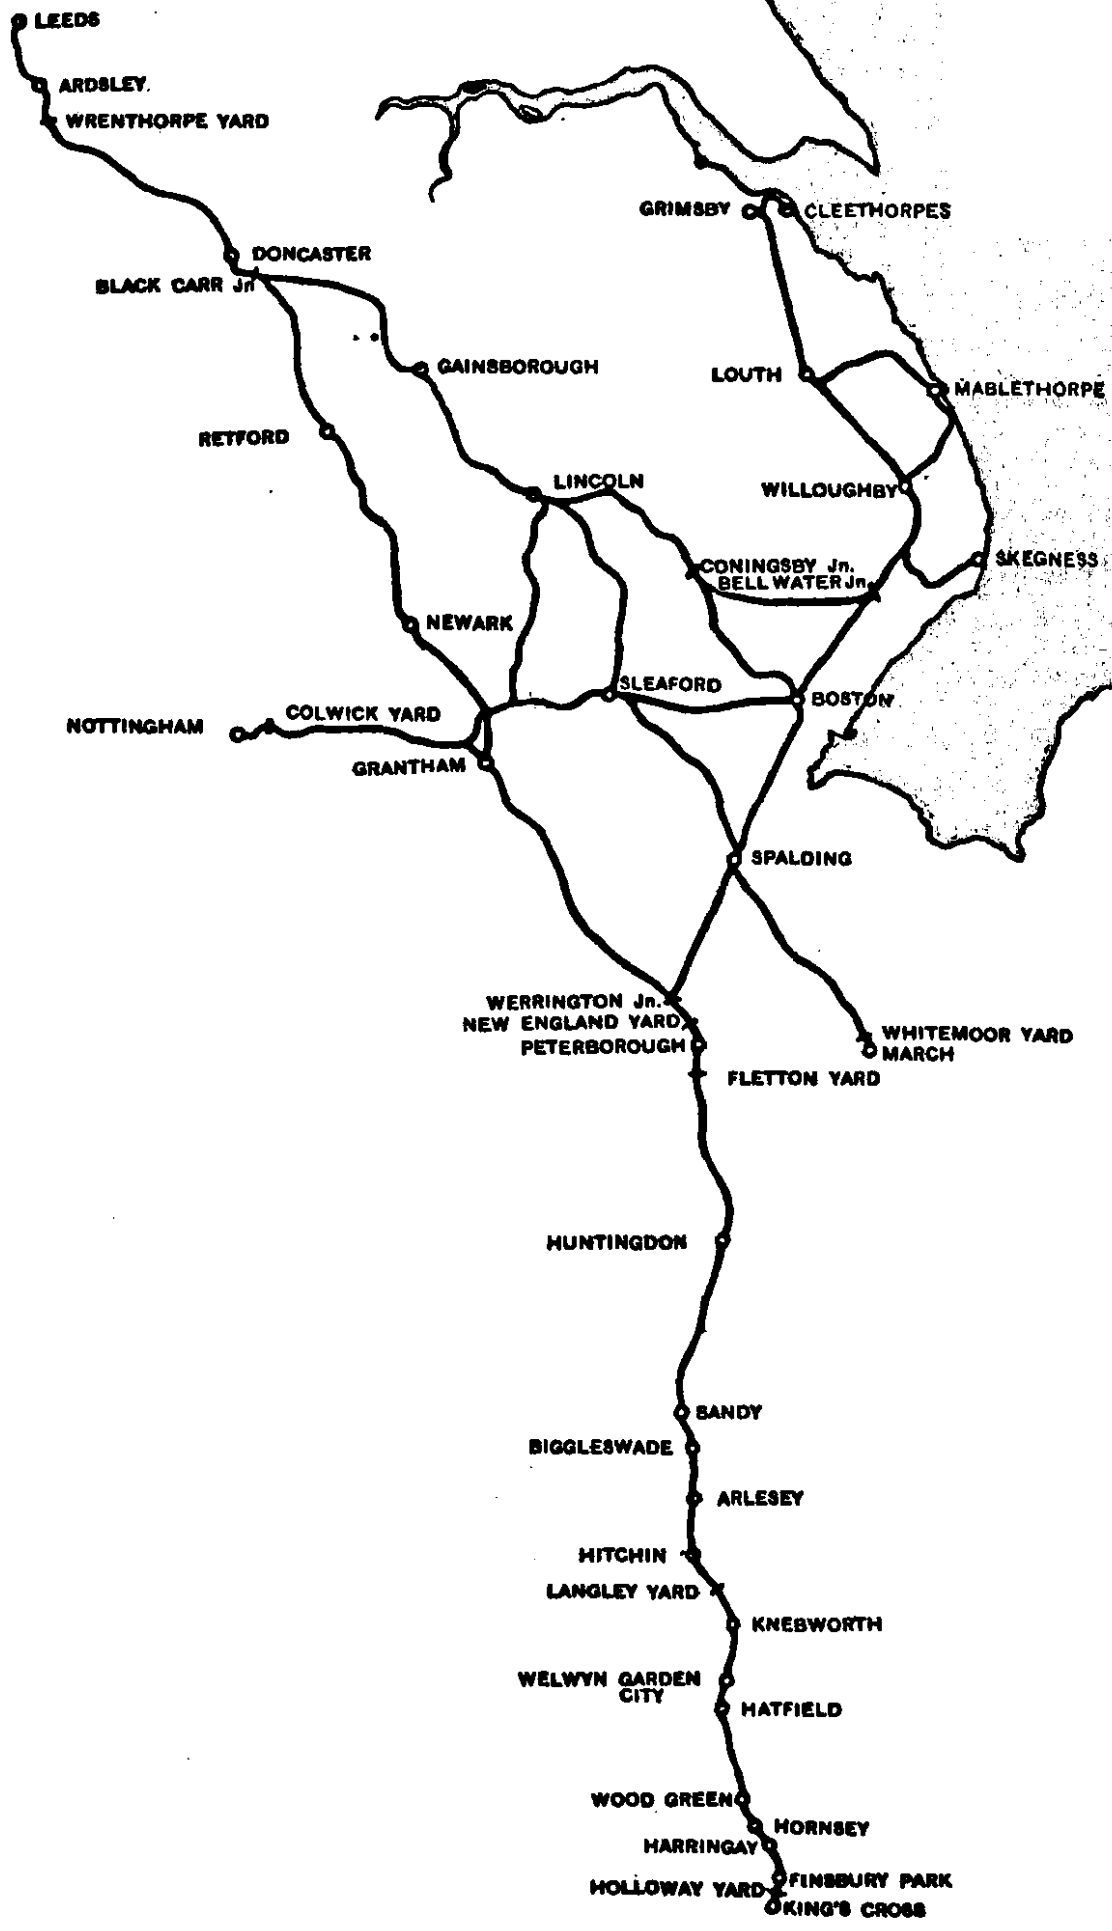 LEEDS
ARDSLEY.
WRENTHORPE YARD
GRIMSBY
CLEETHORPES
DONCASTER
BLACK CARR Jn
GAINSBOROUGH
LOUTH
MABLETHORPE
RETFORD
LINCOLN
WILLOUGHBY
CONINGSBY Jn.
SKEGNESS
BELLWATER Jn.
NEWARK
SLEAFORD
BOSTON
COLWICK YARD
NOTTINGHAM
GRANTHAM
SPALDING
WERRINGTON Jn.
NEW ENGLAND YARD
WHITEMOOR YARD
PETERBOROUGH
MARCH
FLETTON YARD
HUNTINGDON
SANDY
BIGGLESWADE
ARLESEY
HITCHIN
LANGLEY YARD
KNEBWORTH
WELWYN GARDEN
CITY
HATFIELD
WOOD GREEN
HORNSEY
HARRINGAY
FINSBURY PARK
HOLLOWAY YARD
KING'S CROSS